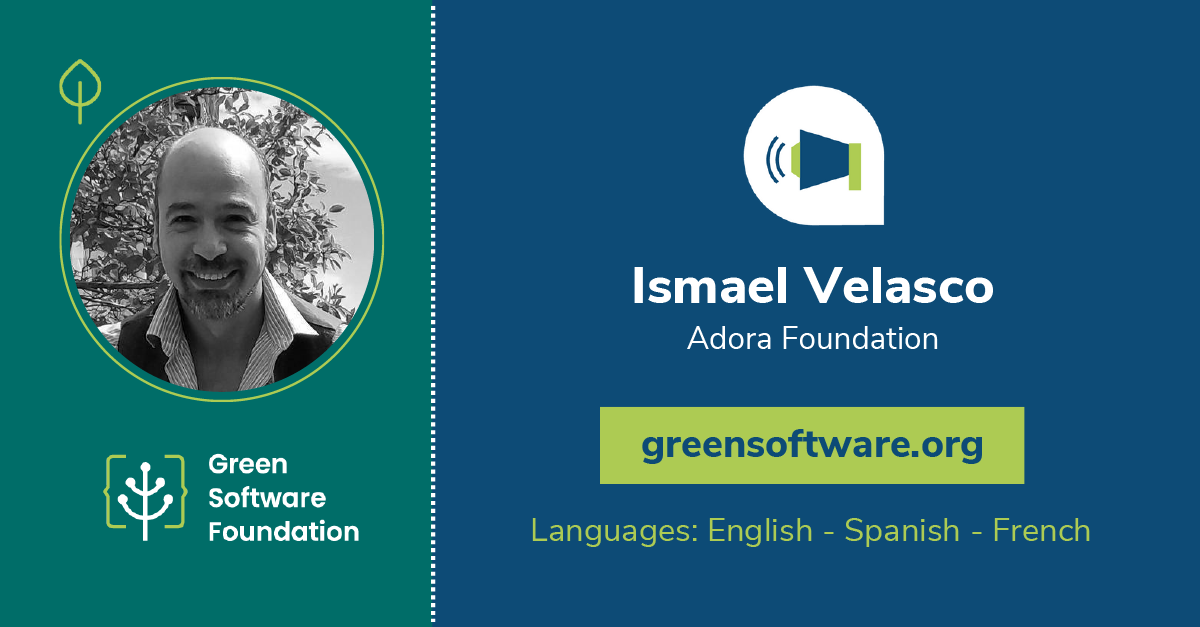 Green
Software
Foundation
Ismael Velasco
Adora Foundation
greensoftware.org
Languages: English - Spanish - French